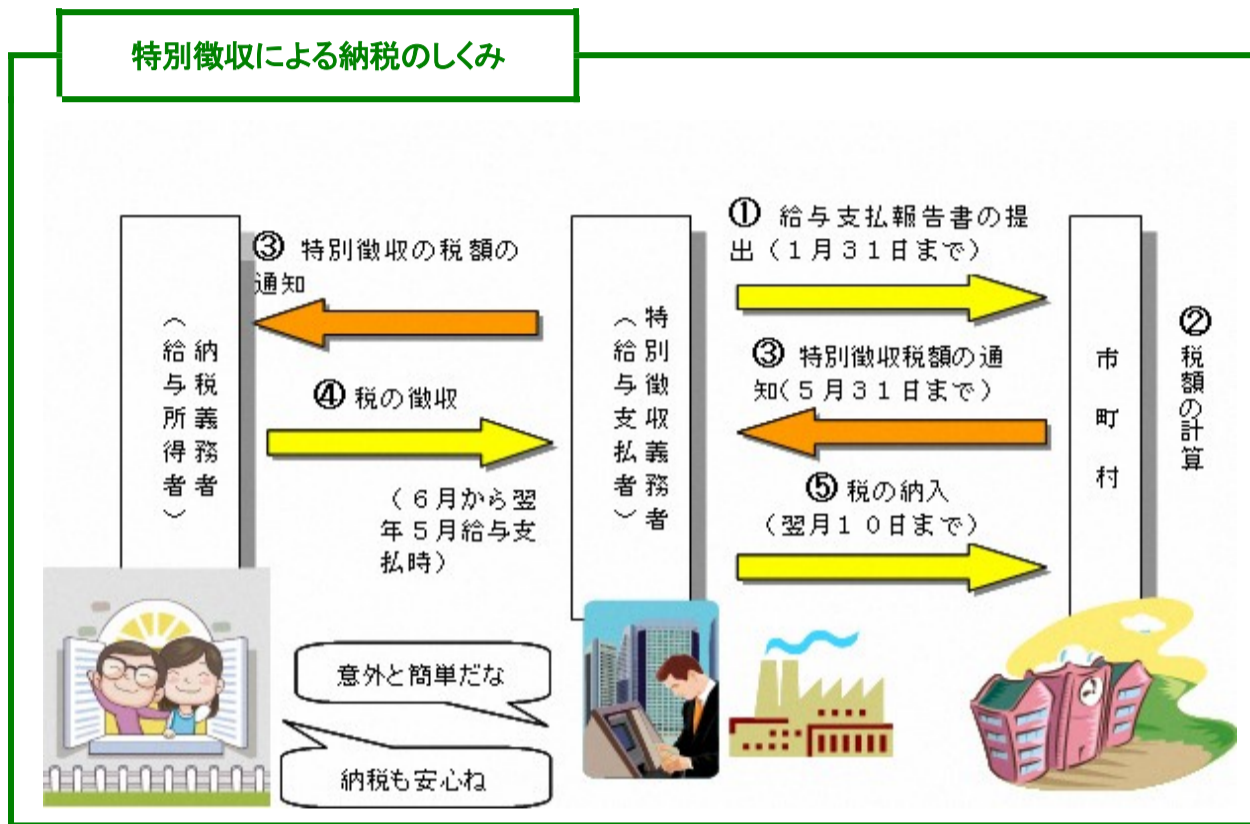 特別徴収による納税のしくみ
納税義務者
（給与所得者）
③ 特別徴収の税額の
通知
④ 税の徴収
（６月から翌
年５月給与支
払時）
特別徴収義務者
（給与支払者）
① 給与支払報告書の提
出（１月３１日まで）
③ 特別徴収税額の通
知（５月３１日まで）
⑤ 税の納入
（翌月１０日まで）
市町村
②税額の計算
意外と簡単だな
納税も安心ね